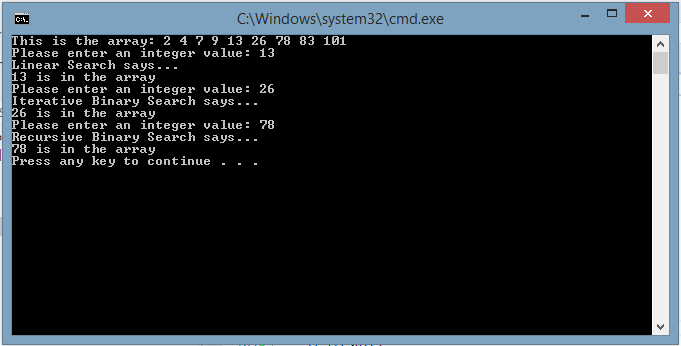 C:\Windows\system32\cmd.exe
This is the array: 2 4 7 9 13 26 78 83 101
Please enter an integer value: 13
Linear Search says...
13 is in the array
Please enter an integer value: 26
Iterative Binary Search says...
26 is in the array
Please enter an integer value: 78
Recursive Binary Search says...
78 is in the array
Press any key to continue . . .